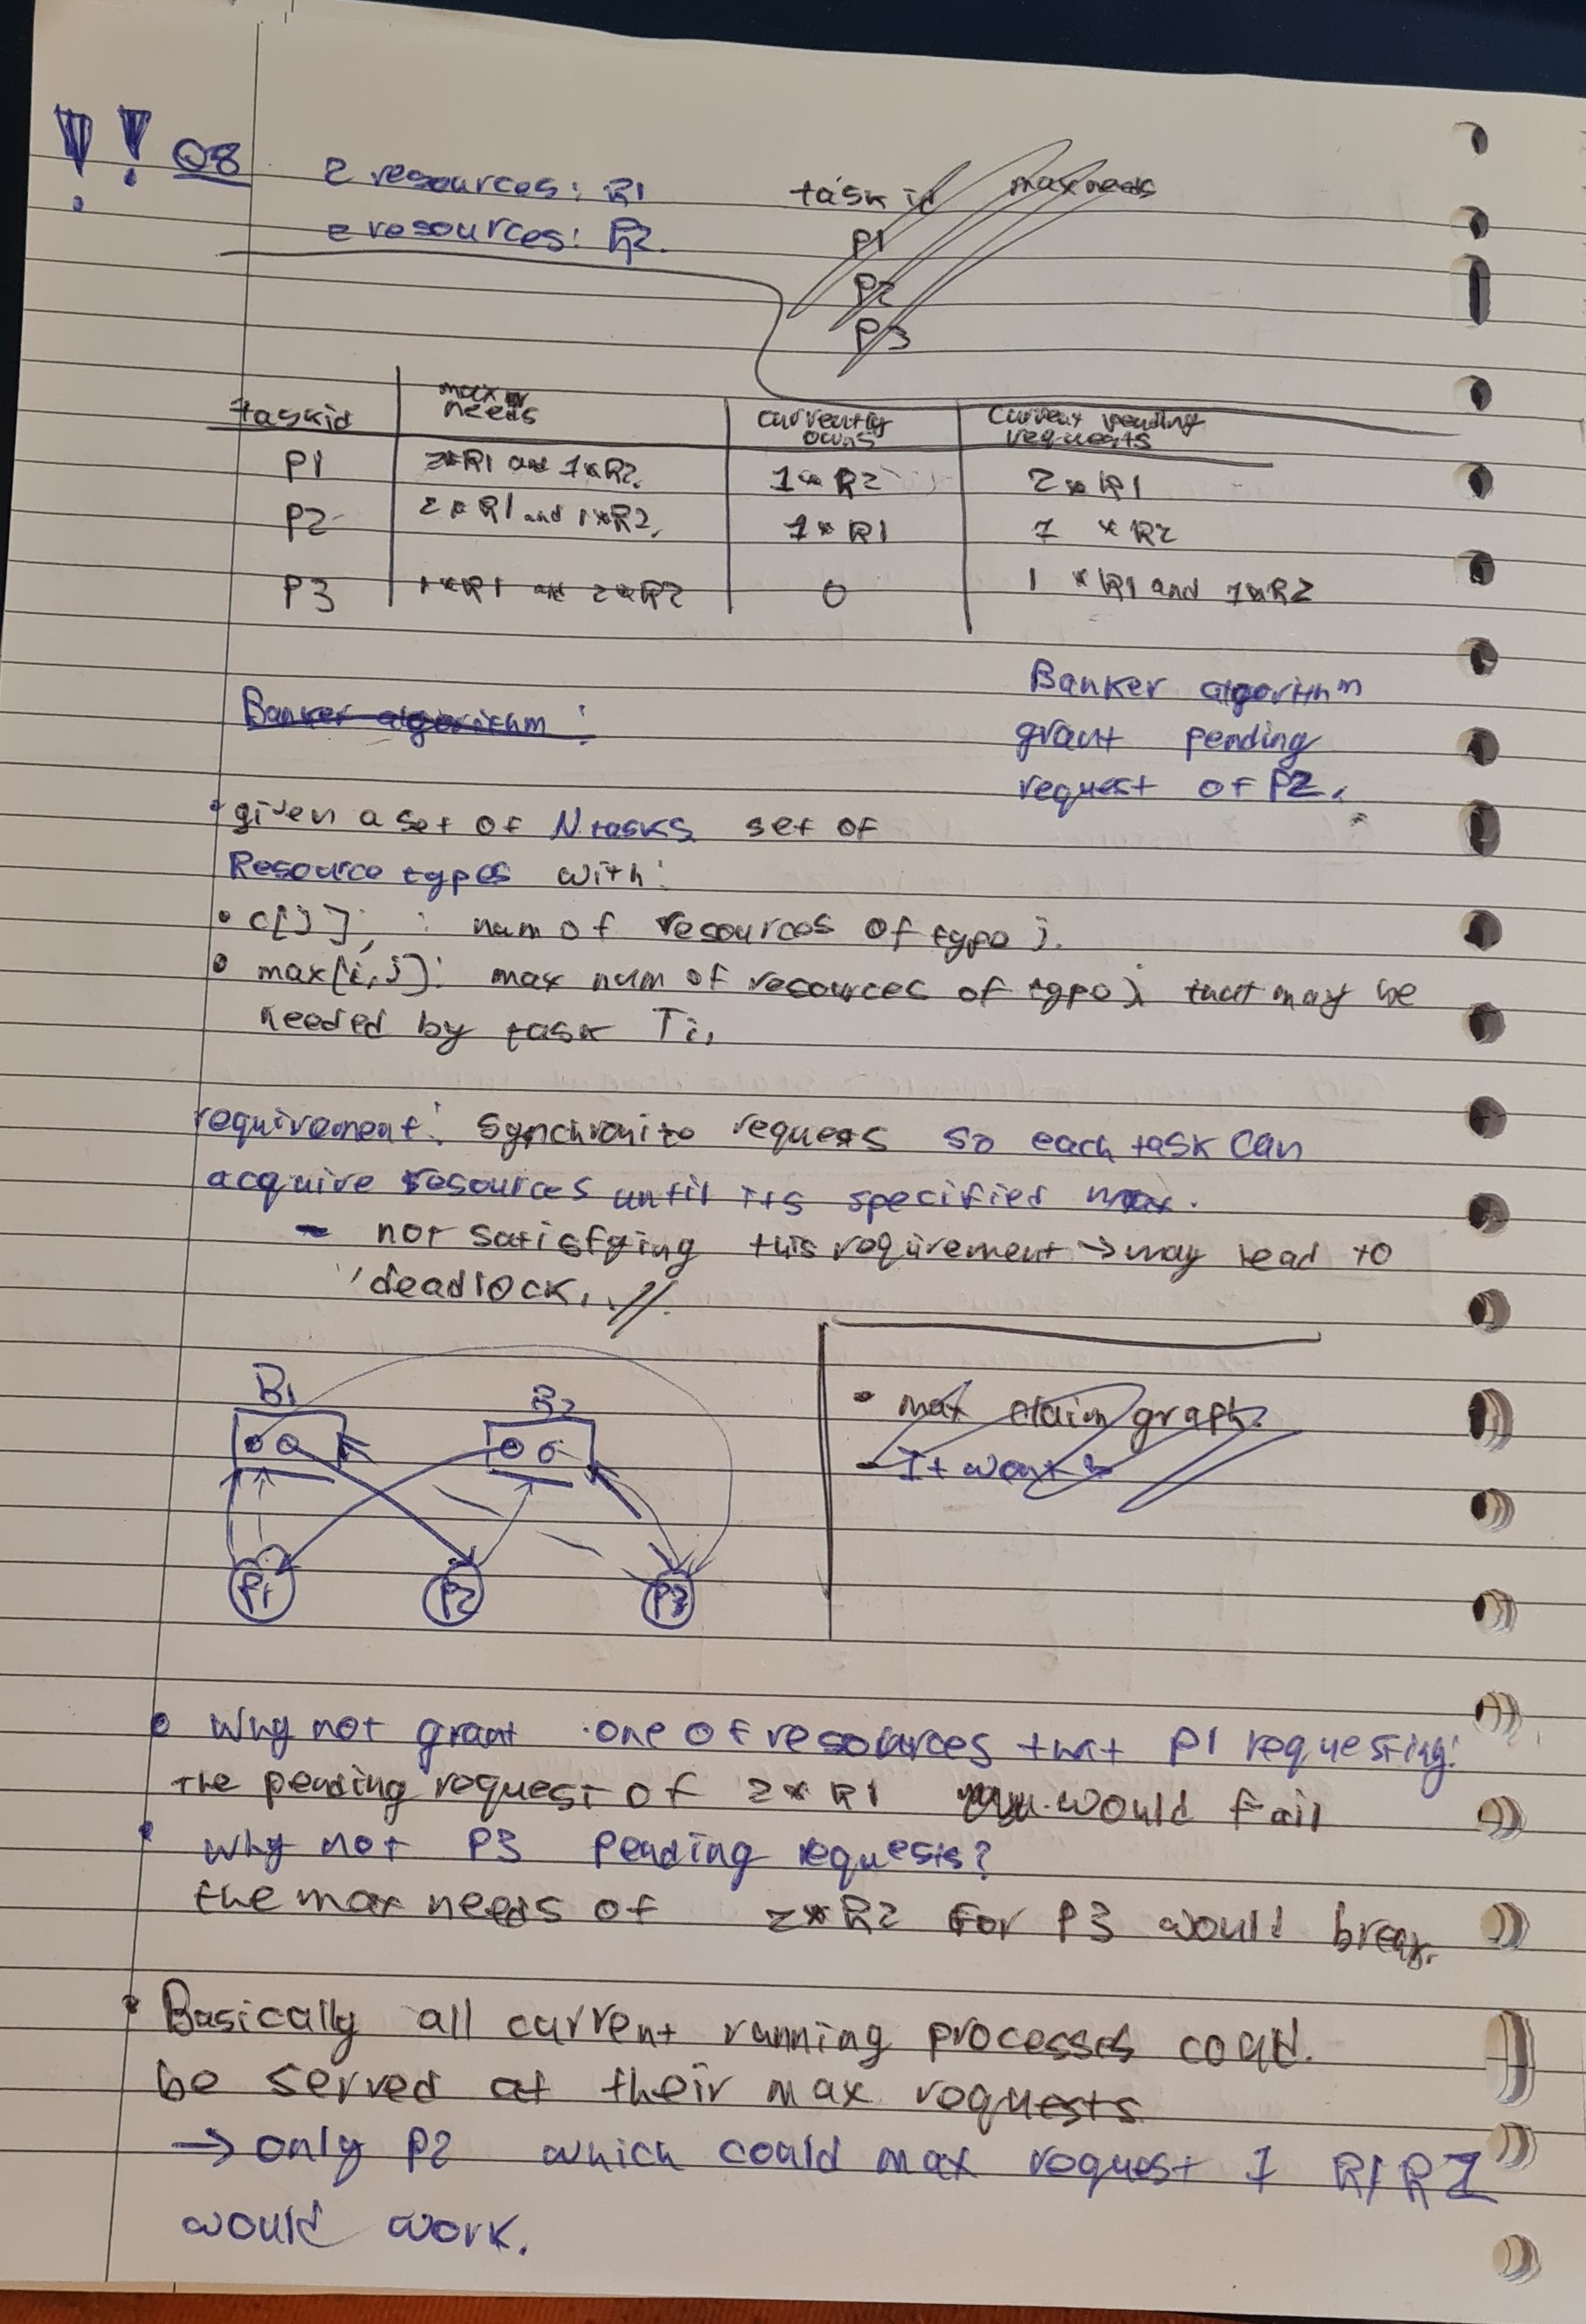 Q8
2 resources: R1
2 resources: R2.
task id max needs
P1
P2
P3
taskid max needs currently owns Current pending requests
P1 2*R1 and 1*R2. 1*R2 2*R1
P2 2*R1 and 1*R2. 1*R1 1*R2
P3 1*R1 and 2*R2 0 1*R1 and 1*R2
Banker algorithm:
Banker algorithm
grant pending
request of P2.
• given a set of N tasks set of
Resource types with:
• c[j]; : num of resources of type j.
• max[i,j]: max num of resources of type j that may be
needed by task Ti.
requirement: Synchronize requess so each task can
acquire resources until its specified max.
- not satisfying this requirement → may lead to
deadlock.
R1 R2
P1 P2 P3
• max claim graph.
- It wont
• Why not grant one of resources that P1 requesting:
The pending request of 2*R1 would fail
• Why not P3 pending requests?
the max needs of 2*R2 for P3 would break.
• Basically all current running processes could.
be served at their max requests
→ only P2 which could max request 1 R1 R2
would work.